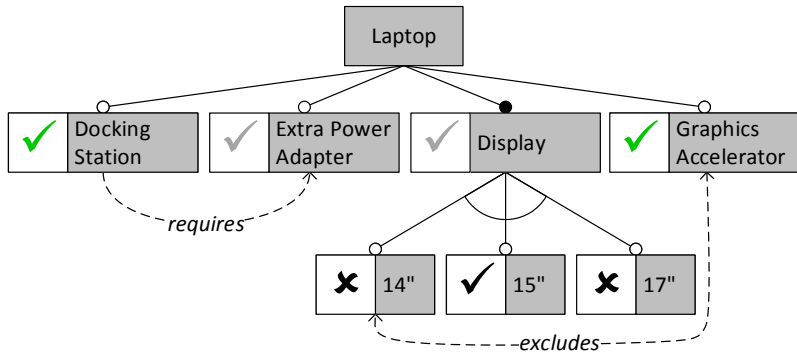 Laptop
Docking
Station
Extra Power
Adapter
Display
Graphics
Accelerator
requires
14"
15"
17"
excludes